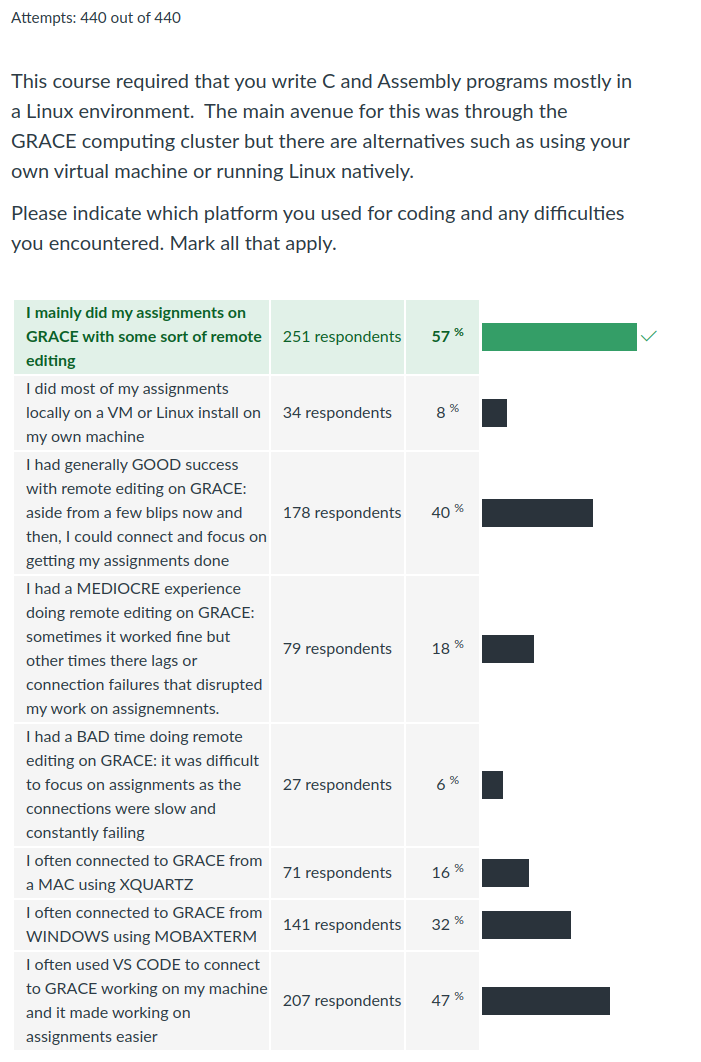 Attempts: 440 out of 440
This course required that you write C and Assembly programs mostly in
a Linux environment.  The main avenue for this was through the
GRACE computing cluster but there are alternatives such as using your
own virtual machine or running Linux natively.
Please indicate which platform you used for coding and any difficulties
you encountered. Mark all that apply.
I mainly did my assignments on
GRACE with some sort of remote
editing
251 respondents
57 %
I did most of my assignments
locally on a VM or Linux install on
my own machine
34 respondents
8 %
I had generally GOOD success
with remote editing on GRACE:
aside from a few blips now and
then, I could connect and focus on
getting my assignments done
178 respondents
40 %
I had a MEDIOCRE experience
doing remote editing on GRACE:
sometimes it worked fine but
other times there lags or
connection failures that disrupted
my work on assignemnents.
79 respondents
18 %
I had a BAD time doing remote
editing on GRACE: it was difficult
to focus on assignments as the
connections were slow and
constantly failing
27 respondents
6 %
I often connected to GRACE from
a MAC using XQUARTZ
71 respondents
16 %
I often connected to GRACE from
WINDOWS using MOBAXTERM
141 respondents
32 %
I often used VS CODE to connect
to GRACE working on my machine
and it made working on
assignments easier
207 respondents
47 %